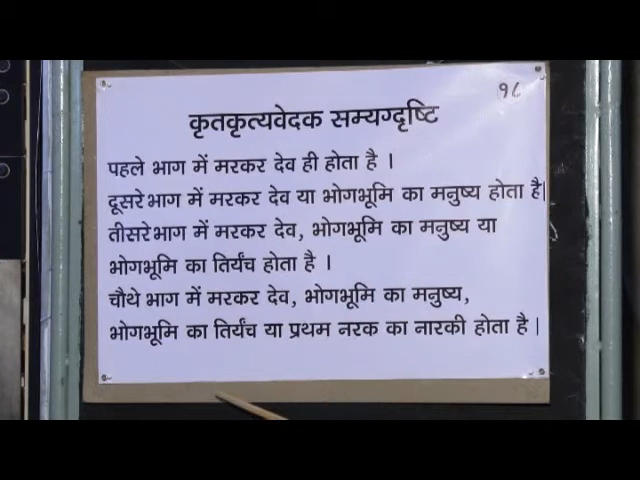 १८
कृतकृत्यवेदक सम्यग्दृष्टि
पहले भाग में मरकर देव ही होता है ।
दूसरे भाग में मरकर देव या भोगभूमि का मनुष्य होता है|
तीसरे भाग में मरकर देव, भोगभूमि का मनुष्य या
भोगभूमि का तिर्यंच होता है ।
चौथे भाग में मरकर देव, भोगभूमि का मनुष्य,
भोगभूमि का तिर्यंच या प्रथम नरक का नारकी होता है |